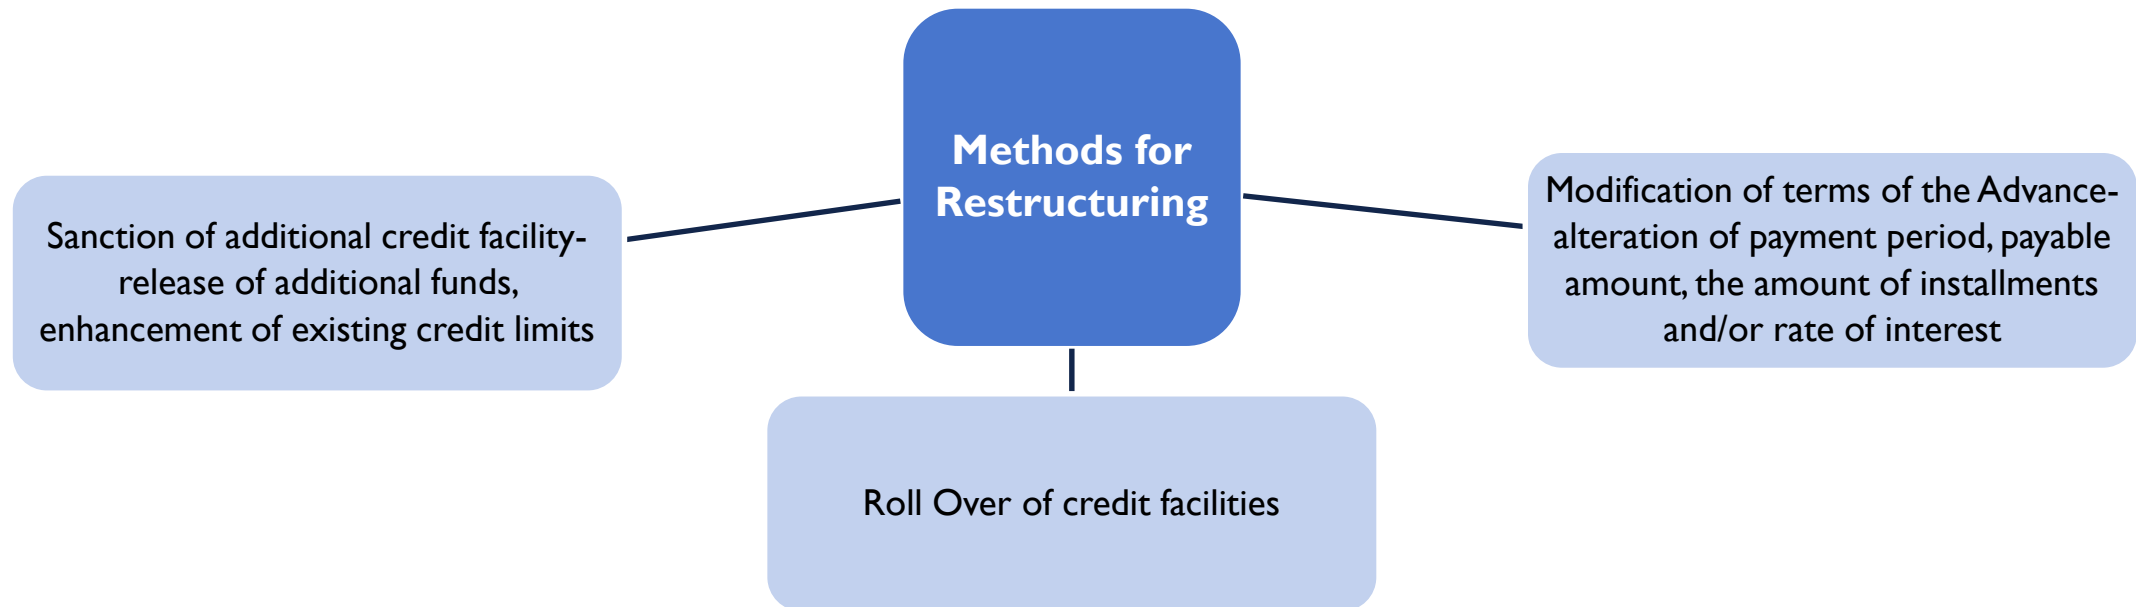 Methods for
Restructuring
Sanction of additional credit facility-
release of additional funds,
enhancement of existing credit limits
Modification of terms of the Advance-
alteration of payment period, payable
amount, the amount of installments
and/or rate of interest
Roll Over of credit facilities